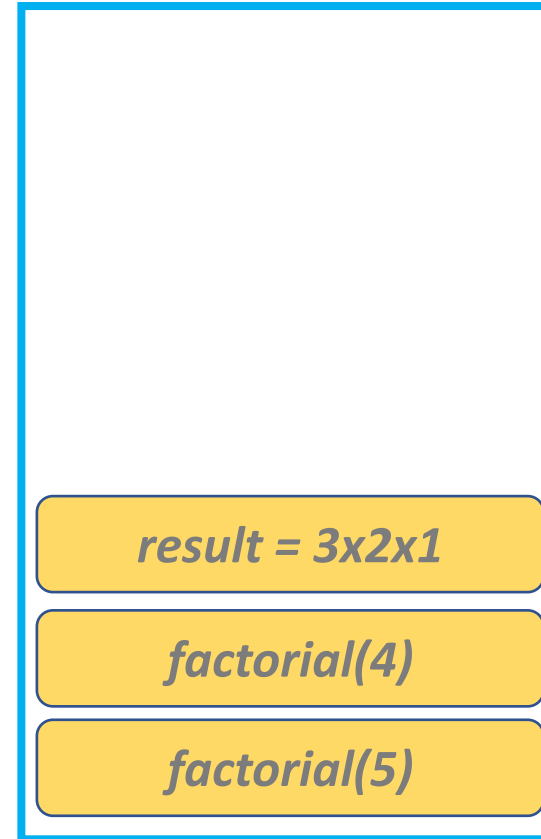 result = 3x2x1
factorial(4)
factorial(5)